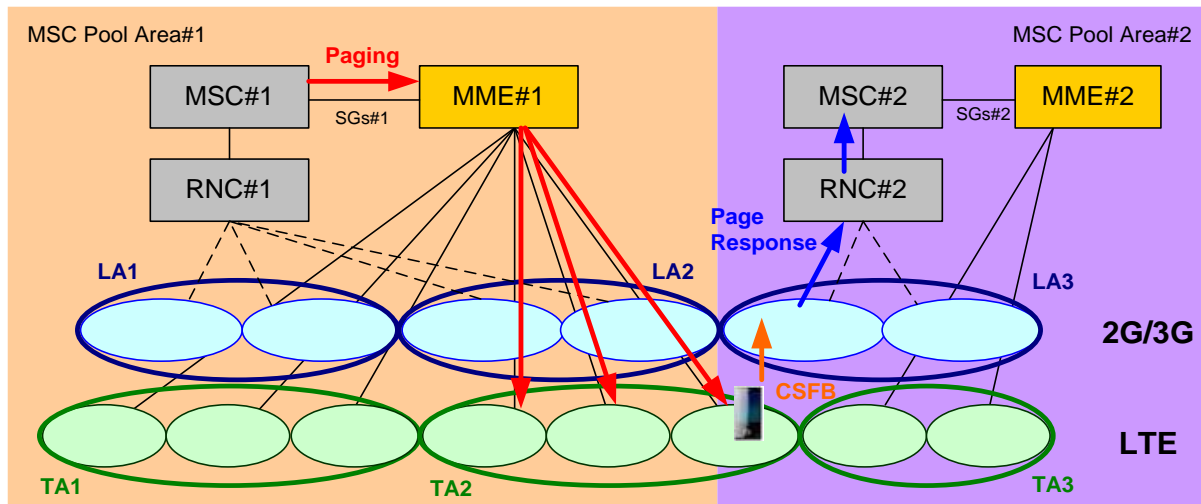 MSC Pool Area#1
MSC Pool Area#2
Paging
MSC#1
MME#1
MSC#2
MME#2
SGs#1
SGs#2
RNC#1
RNC#2
Page
Response
LA1
LA2
LA3
2G/3G
CSFB
LTE
TA1
TA2
TA3